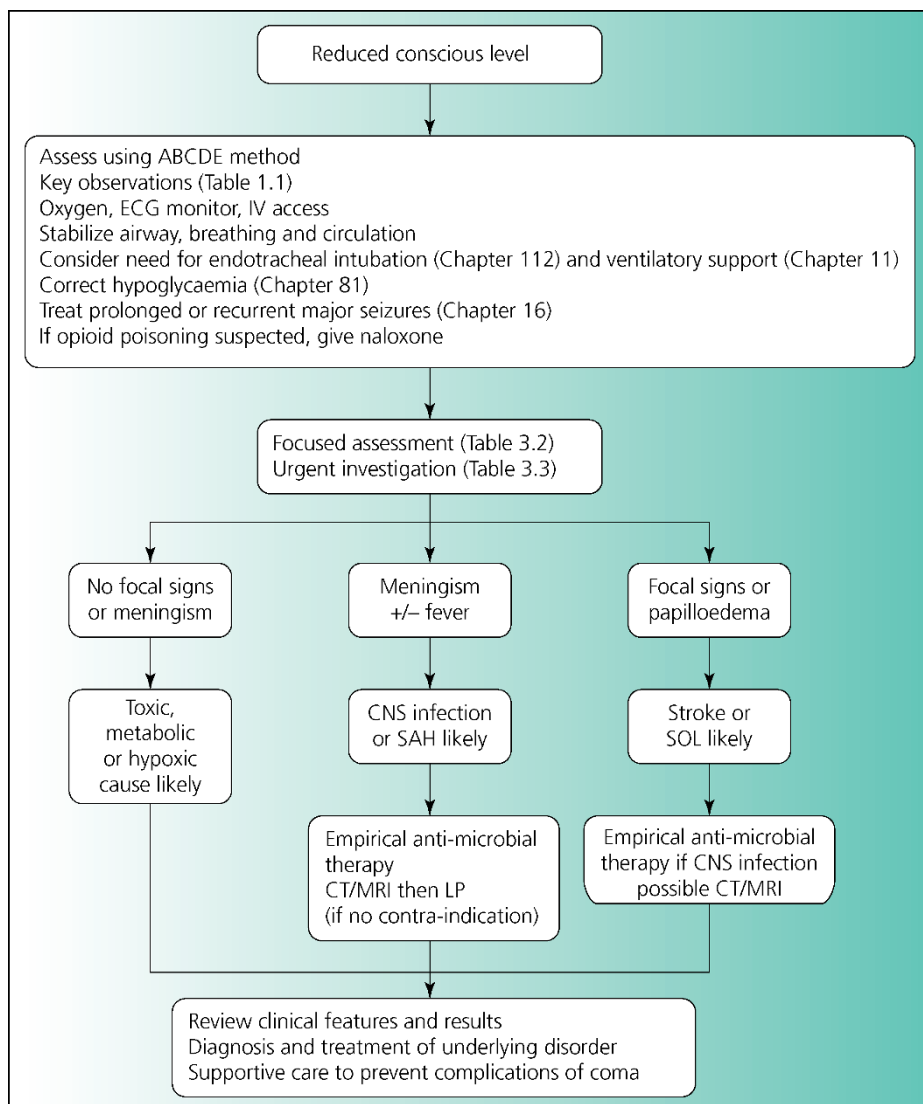 Reduced conscious level
Assess using ABCDE method
Key observations (Table 1.1)
Oxygen, ECG monitor, IV access
Stabilize airway, breathing and circulation
Consider need for endotracheal intubation (Chapter 112) and ventilatory support (Chapter 11)
Correct hypoglycaemia (Chapter 81)
Treat prolonged or recurrent major seizures (Chapter 16)
If opioid poisoning suspected, give naloxone
Focused assessment (Table 3.2)
Urgent investigation (Table 3.3)
No focal signs
or meningism
Meningism
+/− fever
Focal signs or
papilloedema
Toxic,
metabolic
or hypoxic
cause likely
CNS infection
or SAH likely
Stroke or
SOL likely
Empirical anti-microbial
therapy
CT/MRI then LP
(if no contra-indication)
Empirical anti-microbial
therapy if CNS infection
possible CT/MRI
Review clinical features and results
Diagnosis and treatment of underlying disorder
Supportive care to prevent complications of coma